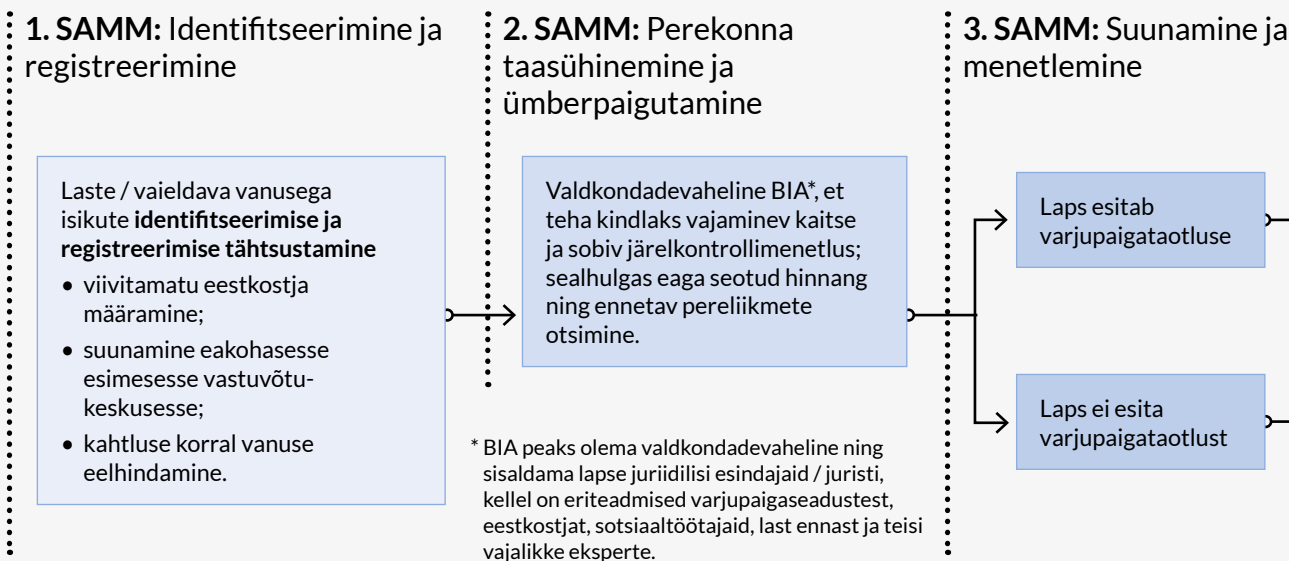 1. SAMM: Identifitseerimine ja
registreerimine
Laste / vaieldava vanusega
isikute identifitseerimise ja
registreerimise tähtsustamine
• viivitamatu eestkostja
määramine;
• suunamine eakohasesse
esimesesse vastuvõtu-
keskusesse;
• kahtluse korral vanuse
eelhindamine.
2. SAMM: Perekonna
taasühinemine ja
ümberpaigutamine
Valdkondadevaheline BIA*, et
teha kindlaks vajaminev kaitse
ja sobiv järelkontrollimenetlus;
sealhulgas eaga seotud hinnang
ning ennetav pereliikmete
otsimine.
* BIA peaks olema valdkondadevaheline ning
sisaldama lapse juriidilisi esindajaid / juristi,
kellel on eriteadmised varjupaigaseadustest,
eestkostjat, sotsiaaltöötajaid, last ennast ja teisi
vajalikke eksperte.
3. SAMM: Suunamine ja
menetlemine
Laps esitab
varjupaigataotluse
Laps ei esita
varjupaigataotlust